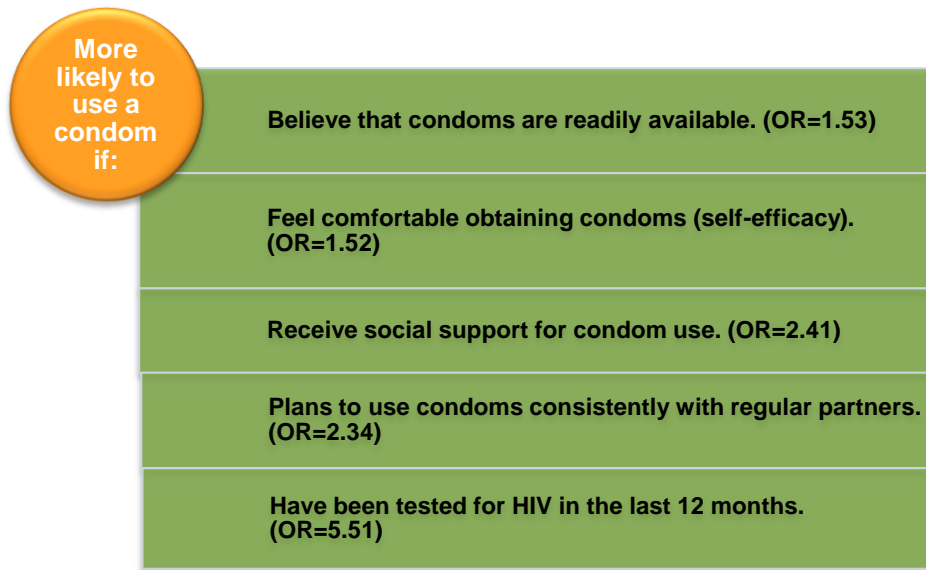 More
likely to
use a
condom
if:
Believe that condoms are readily available. (OR=1.53)
Feel comfortable obtaining condoms (self-efficacy).
(OR=1.52)
Receive social support for condom use. (OR=2.41)
Plans to use condoms consistently with regular partners.
(OR=2.34)
Have been tested for HIV in the last 12 months.
(OR=5.51)